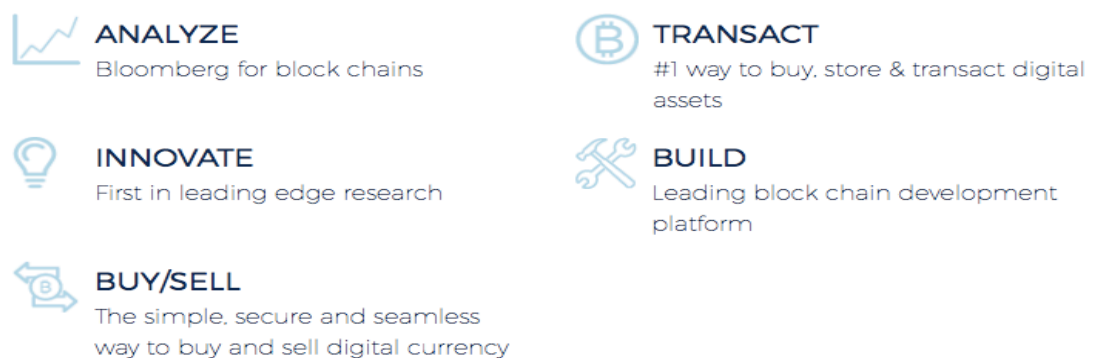 ANALYZE
Bloomberg for block chains
TRANSACT
#1 way to buy, store & transact digital
assets
INNOVATE
First in leading edge research
BUILD
Leading block chain development
platform
BUY/SELL
The simple, secure and seamless
way to buy and sell digital currency